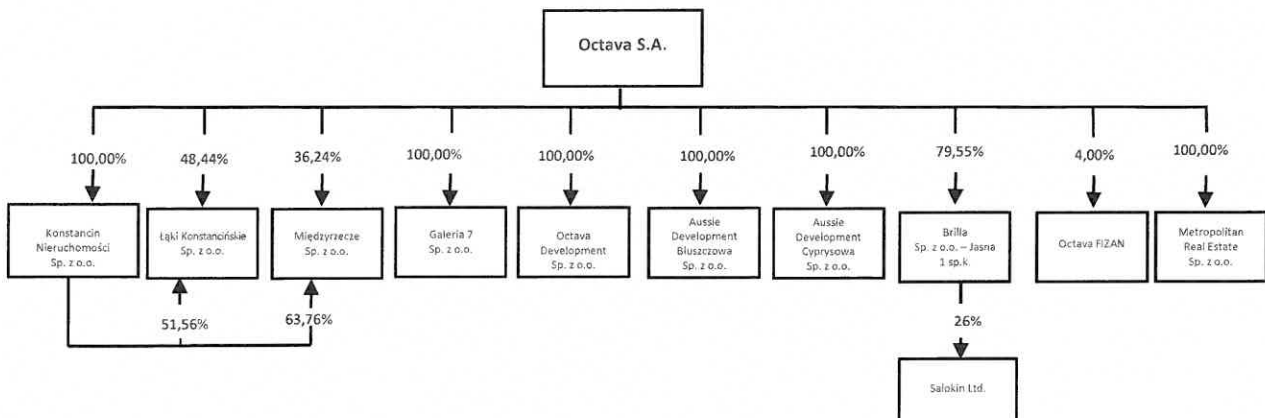 Octava S.A.
100,00%
48,44%
36,24%
100,00%
100,00%
100,00%
100,00%
79,55%
4,00%
100,00%
Konstancin
Nieruchomości
Sp. z o.o.
Łąki Konstancińskie
Sp. z o.o.
Międzyrzecze
Sp. z o.o.
Galeria 7
Sp. z o.o.
Octava
Development
Sp. z o.o.
Aussie
Development
Bluszczowa
Sp. z o.o.
Aussie
Development
Cyprysowa
Sp. z o.o.
Brilla
Sp. z o.o. – Jasna
1 sp.k.
Octava FIZAN
Metropolitan
Real Estate
Sp. z o.o.
51,56%
63,76%
26%
Salokin Ltd.